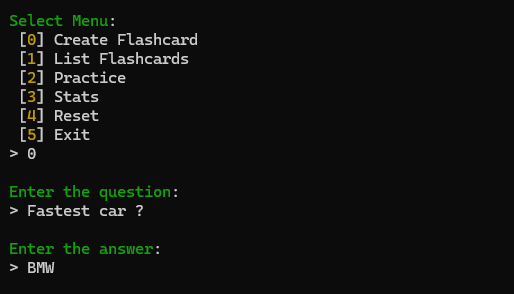 Select Menu:
[0] Create Flashcard
[1] List Flashcards
[2] Practice
[3] Stats
[4] Reset
[5] Exit
> 0
Enter the question:
> Fastest car ?
Enter the answer:
> BMW